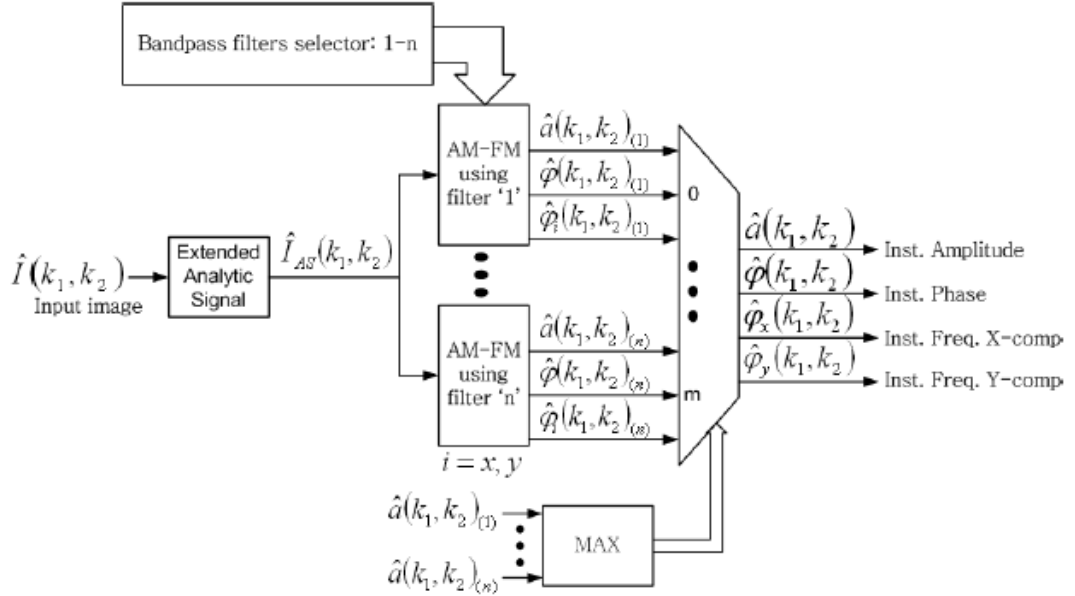 Bandpass filters selector: 1-n
AM-FM
using
filter '1'
â(k₁,k₂)₍₁₎
φ̂(k₁,k₂)₍₁₎
φ̂ᵢ(k₁,k₂)₍₁₎
0
Î(k₁,k₂)
Input image
Extended
Analytic
Signal
Î_AS(k₁,k₂)
AM-FM
using
filter 'n'
i = x, y
â(k₁,k₂)₍ₙ₎
φ̂(k₁,k₂)₍ₙ₎
φ̂ᵢ(k₁,k₂)₍ₙ₎
m
â(k₁,k₂)
Inst. Amplitude
φ̂(k₁,k₂)
Inst. Phase
φ̂ₓ(k₁,k₂)
Inst. Freq. X-comp
φ̂_y(k₁,k₂)
Inst. Freq. Y-comp
â(k₁,k₂)₍₁₎
â(k₁,k₂)₍ₙ₎
MAX